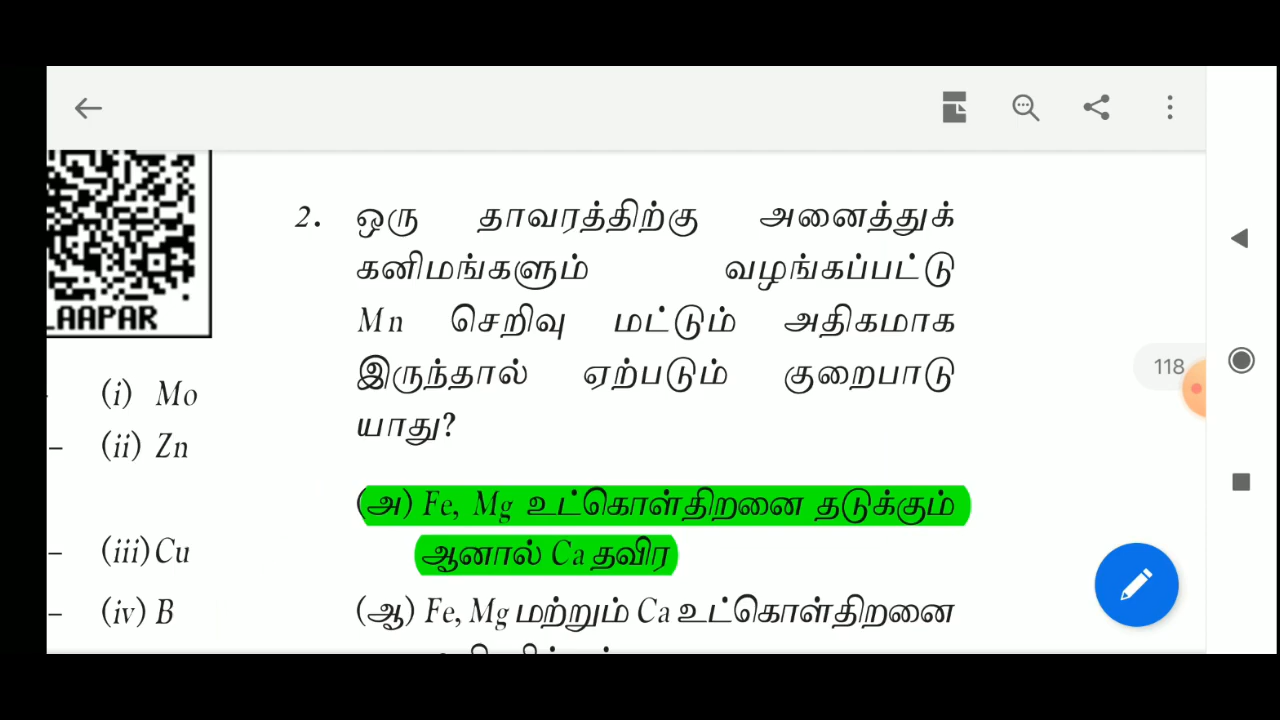 LAAPAR
(i) Mo
– (ii) Zn
– (iii) Cu
– (iv) B
2. ஒரு தாவரத்திற்கு அனைத்துக்
கனிமங்களும் வழங்கப்பட்டு
Mn செறிவு மட்டும் அதிகமாக
இருந்தால் ஏற்படும் குறைபாடு
யாது?
(அ) Fe, Mg உட்கொள்திறனை தடுக்கும்
ஆனால் Ca தவிர
(ஆ) Fe, Mg மற்றும் Ca உட்கொள்திறனை
118